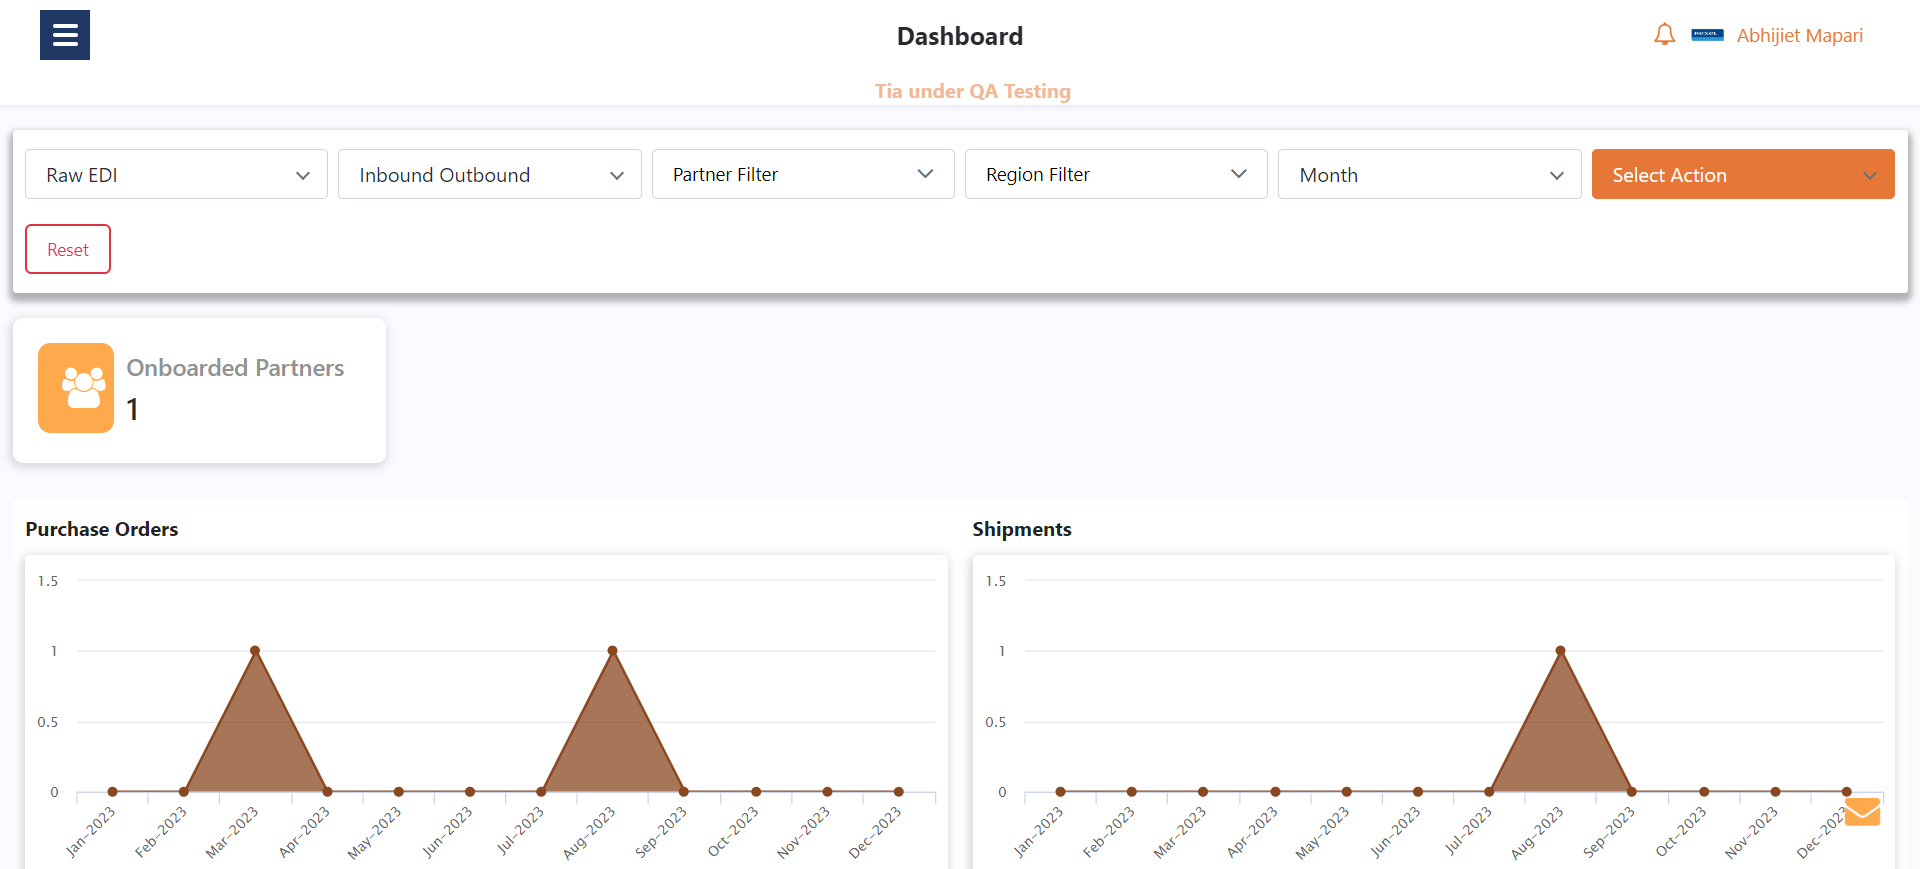 Dashboard
Abhijiet Mapari
Tia under QA Testing
Raw EDI
Inbound Outbound
Partner Filter
Region Filter
Month
Select Action
Reset
Onboarded Partners
1
Purchase Orders
1.5
1
0.5
0
Jan-2023
Feb-2023
Mar-2023
Apr-2023
May-2023
Jun-2023
Jul-2023
Aug-2023
Sep-2023
Oct-2023
Nov-2023
Dec-2023
Shipments
1.5
1
0.5
0
Jan-2023
Feb-2023
Mar-2023
Apr-2023
May-2023
Jun-2023
Jul-2023
Aug-2023
Sep-2023
Oct-2023
Nov-2023
Dec-2023